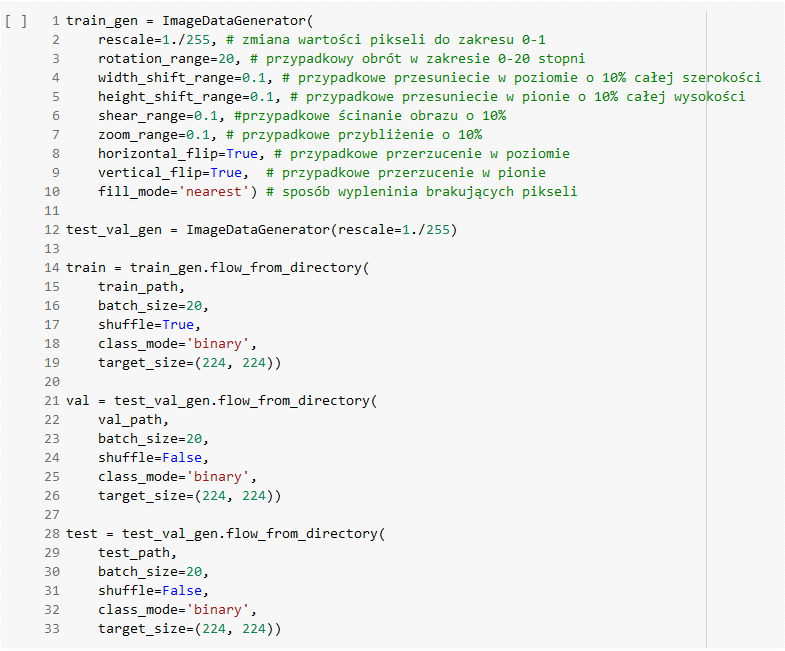 [ ] 1 train_gen = ImageDataGenerator(
2     rescale=1./255, # zmiana wartości pikseli do zakresu 0-1
3     rotation_range=20, # przypadkowy obrót w zakresie 0-20 stopni
4     width_shift_range=0.1, # przypadkowe przesuniecie w poziomie o 10% całej szerokości
5     height_shift_range=0.1, # przypadkowe przesuniecie w pionie o 10% całej wysokości
6     shear_range=0.1, #przypadkowe ścinanie obrazu o 10%
7     zoom_range=0.1, # przypadkowe przybliżenie o 10%
8     horizontal_flip=True, # przypadkowe przerzucenie w poziomie
9     vertical_flip=True,  # przypadkowe przerzucenie w pionie
10     fill_mode='nearest') # sposób wypleninia brakujących pikseli
11
12 test_val_gen = ImageDataGenerator(rescale=1./255)
13
14 train = train_gen.flow_from_directory(
15     train_path,
16     batch_size=20,
17     shuffle=True,
18     class_mode='binary',
19     target_size=(224, 224))
20
21 val = test_val_gen.flow_from_directory(
22     val_path,
23     batch_size=20,
24     shuffle=False,
25     class_mode='binary',
26     target_size=(224, 224))
27
28 test = test_val_gen.flow_from_directory(
29     test_path,
30     batch_size=20,
31     shuffle=False,
32     class_mode='binary',
33     target_size=(224, 224))